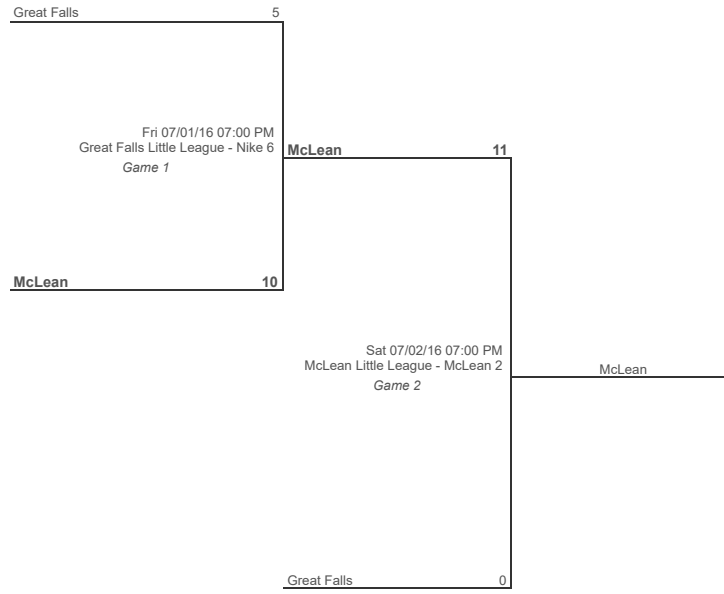 Great Falls 5
Fri 07/01/16 07:00 PM
Great Falls Little League - Nike 6
Game 1
McLean 11
McLean 10
Sat 07/02/16 07:00 PM
McLean Little League - McLean 2
Game 2
McLean
Great Falls 0